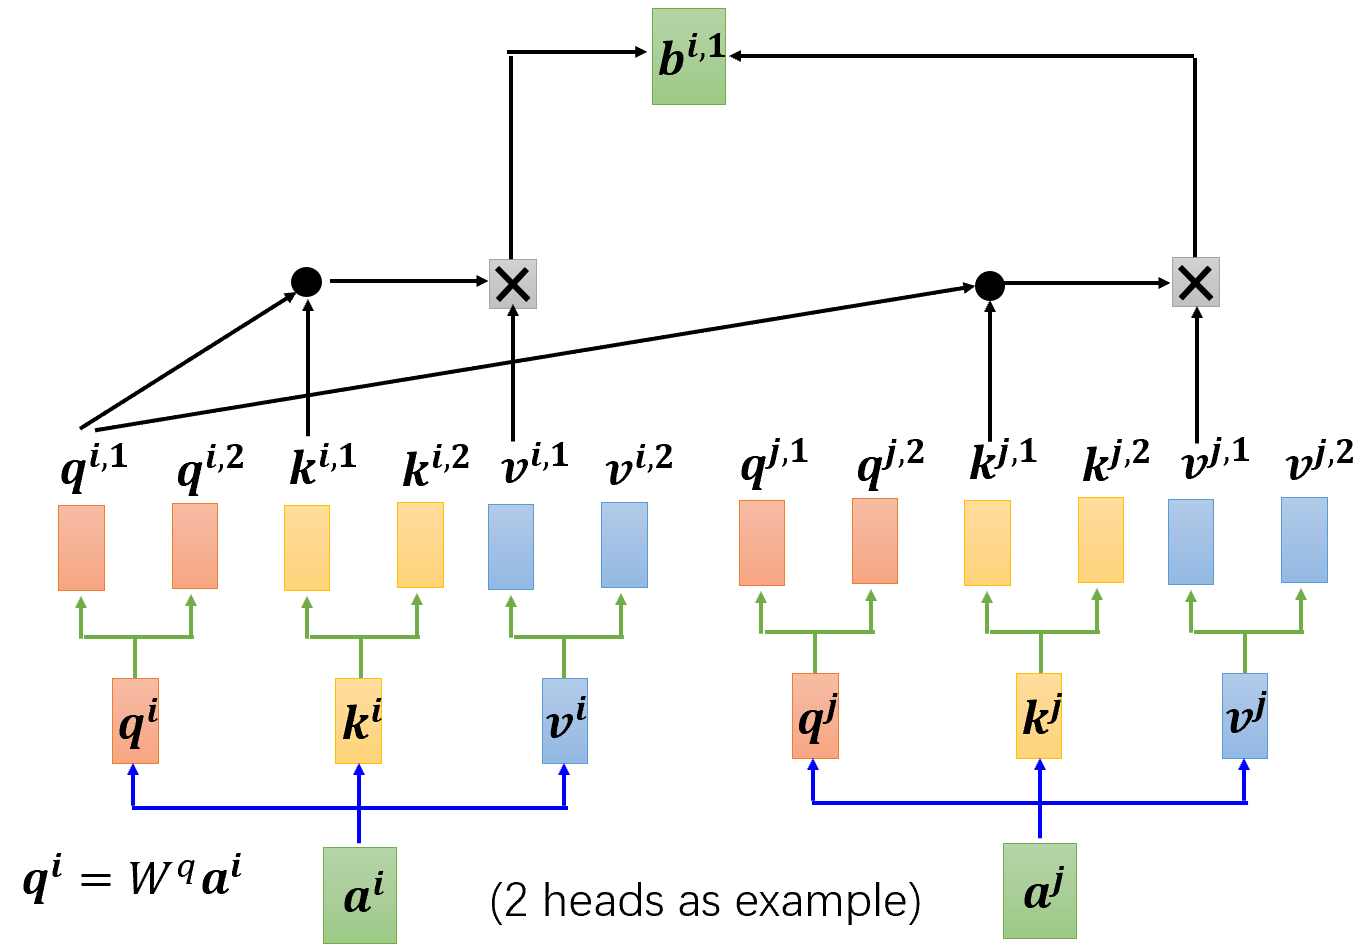 b^{i,1}
q^{i,1} q^{i,2} k^{i,1} k^{i,2} v^{i,1} v^{i,2} q^{j,1} q^{j,2} k^{j,1} k^{j,2} v^{j,1} v^{j,2}
q^i k^i v^i q^j k^j v^j
q^i = W^q a^i
a^i (2 heads as example) a^j